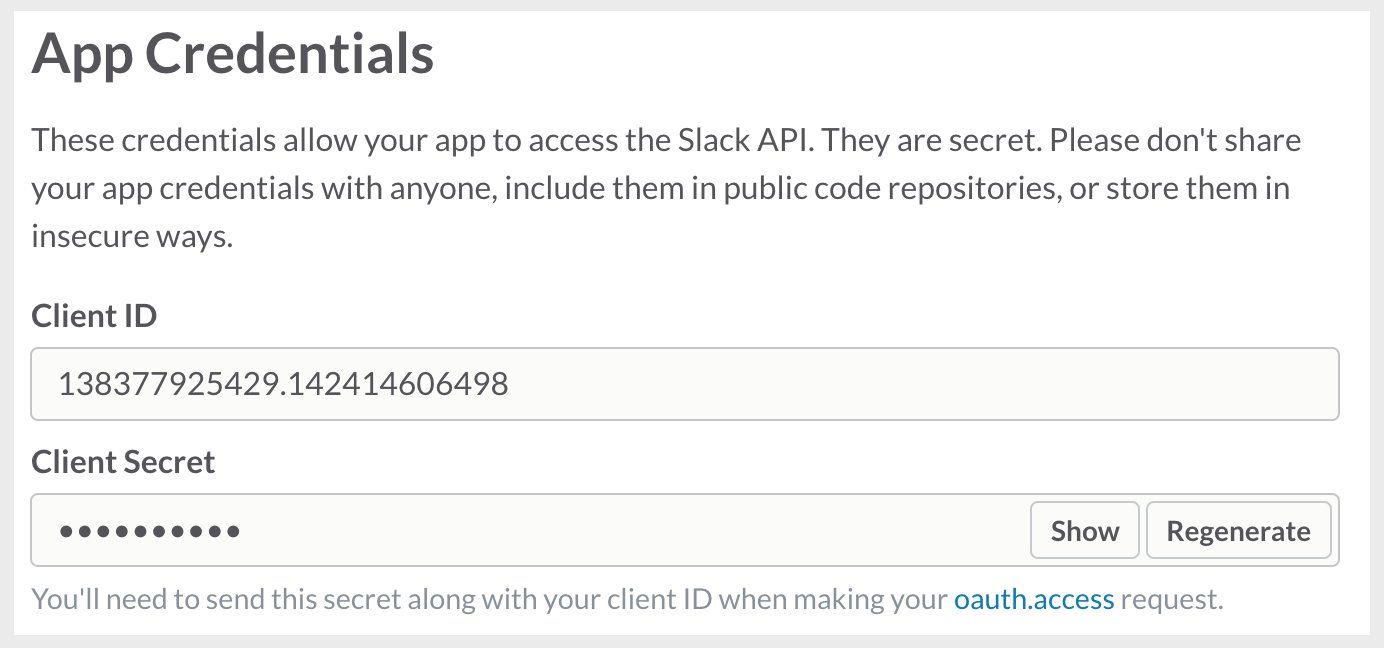 App Credentials
These credentials allow your app to access the Slack API. They are secret. Please don't share
your app credentials with anyone, include them in public code repositories, or store them in
insecure ways.
Client ID
138377925429.142414606498
Client Secret
••••••••••
Show
Regenerate
You'll need to send this secret along with your client ID when making your oauth.access request.